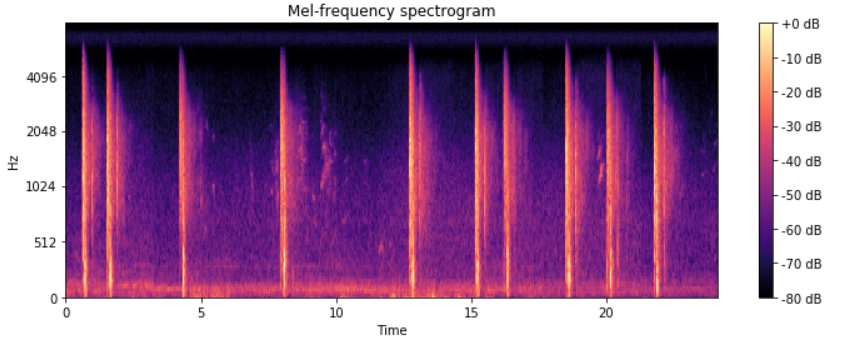 Mel-frequency spectrogram
+0 dB
-10 dB
4096
-20 dB
2048
-30 dB
Hz
-40 dB
1024
-50 dB
512
-60 dB
-70 dB
0
-80 dB
0 5 10 15 20
Time